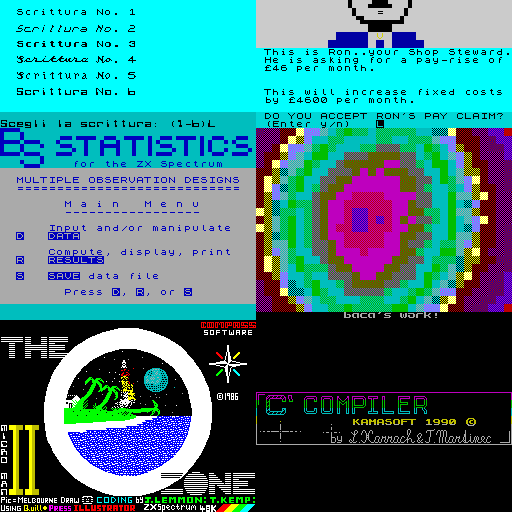 Scrittura No. 1
Scrittura No. 2
Scrittura No. 3
Scrittura No. 4
Scrittura No. 5
Scrittura No. 6
Scegli la scrittura: (1-6)L
This is Ron..your Shop Steward.
He is asking for a pay-rise of
£46 per month.
This will increase fixed costs
by £4600 per month.
DO YOU ACCEPT RON'S PAY CLAIM?
(Enter y/n)
BS STATISTICS
for the ZX Spectrum
MULTIPLE OBSERVATION DESIGNS
Main Menu
Input and/or manipulate
D DATA
Compute, display, print
R RESULTS
S SAVE data file
Press D, R, or S
baca's work!
COMPASS
SOFTWARE
THE
©1986
MICRO MAN
II
ZONE
Pic=MELBOURNE DRAW CODING by J.LEMMON: T.KEMP:
USING G.Will PRESS ILLUSTRATOR ZXSpectrum 48K
'C' COMPILER
KAMASOFT 1990 ©
by L.Karrach & T.Martinec